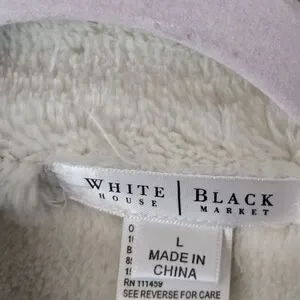 WHITE | BLACK
HOUSE MARKET
L
MADE IN
CHINA
RN 111459
SEE REVERSE FOR CARE